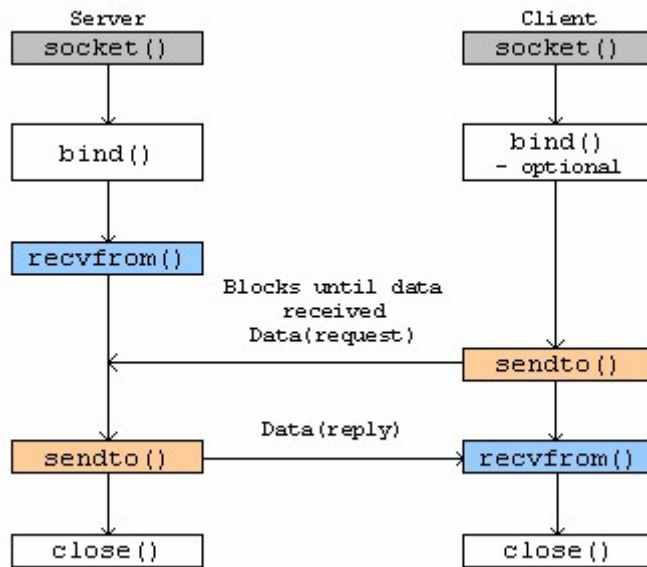 Server
Client
socket()
socket()
bind()
bind()
- optional
recvfrom()
Blocks until data
received
Data(request)
sendto()
Data(reply)
sendto()
recvfrom()
close()
close()